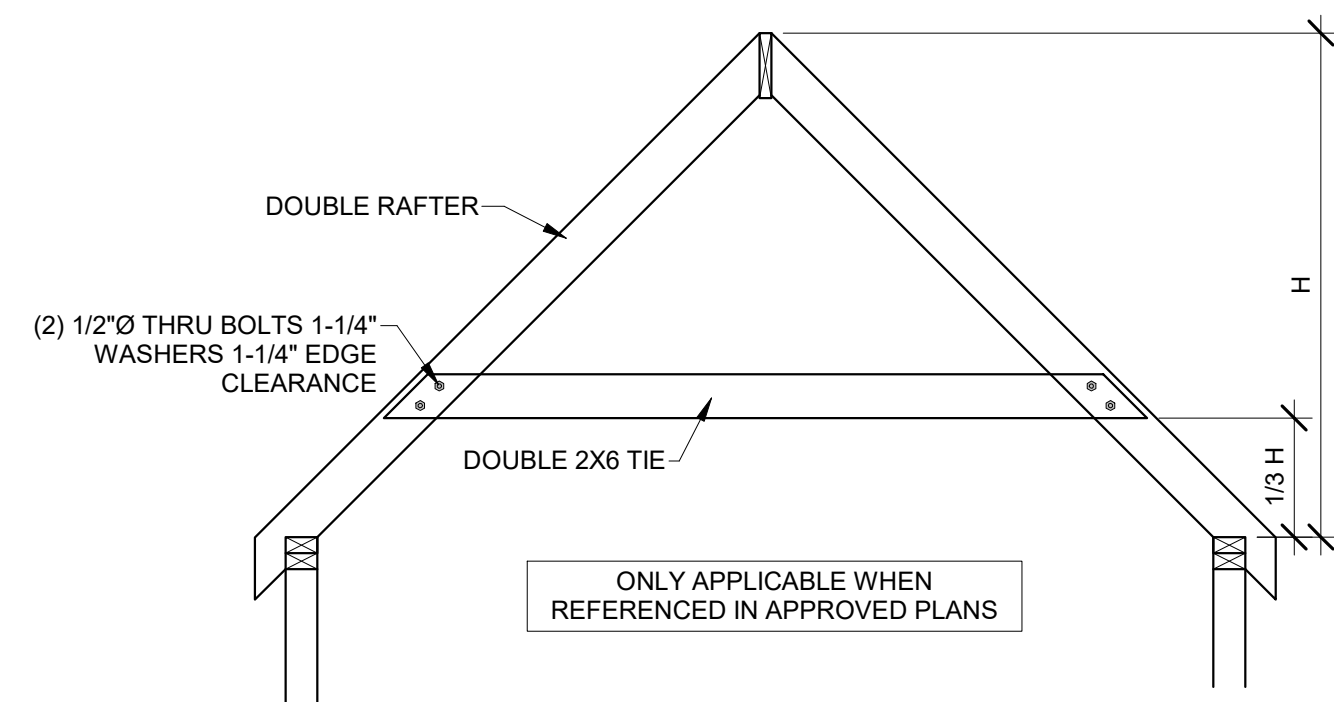 DOUBLE RAFTER
H
(2) 1/2"Ø THRU BOLTS 1-1/4"
WASHERS 1-1/4" EDGE
CLEARANCE
DOUBLE 2X6 TIE
1/3 H
ONLY APPLICABLE WHEN
REFERENCED IN APPROVED PLANS